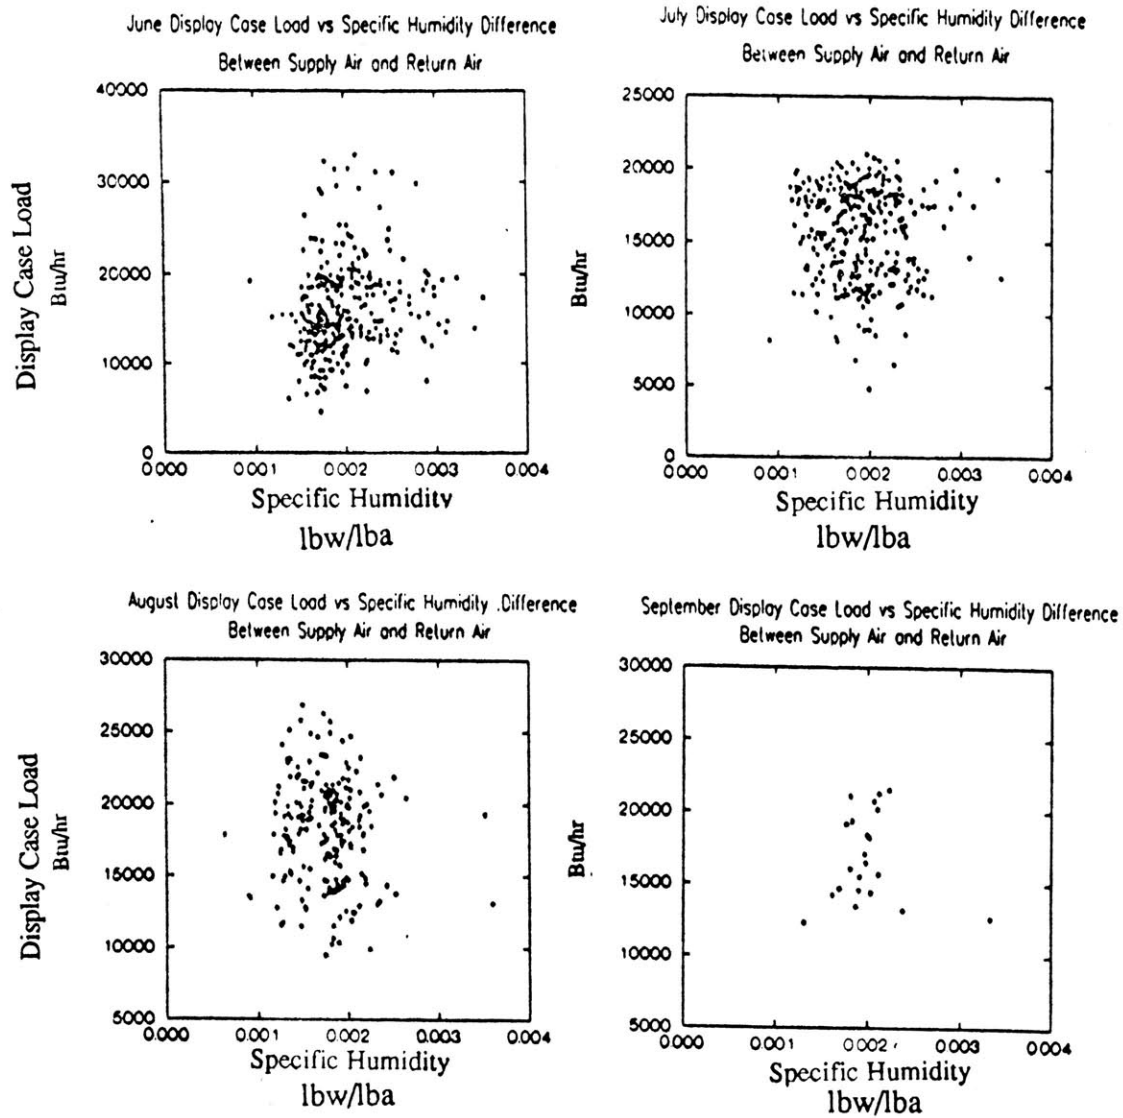 June Display Case Load vs Specific Humidity Difference
Between Supply Air and Return Air
40000
30000
20000
10000
0
0.000 0.001 0.002 0.003 0.004
Display Case Load
Btu/hr
Specific Humidity
lbw/lba
July Display Case Load vs Specific Humidity Difference
Between Supply Air and Return Air
25000
20000
15000
10000
5000
0
0.000 0.001 0.002 0.003 0.004
Btu/hr
Specific Humidity
lbw/lba
August Display Case Load vs Specific Humidity .Difference
Between Supply Air and Return Air
30000
25000
20000
15000
10000
5000
0.000 0.001 0.002 0.003 0.004
Display Case Load
Btu/hr
Specific Humidity
lbw/lba
September Display Case Load vs Specific Humidity Difference
Between Supply Air and Return Air
30000
25000
20000
15000
10000
5000
0.000 0.001 0.002 0.003 0.004
Btu/hr
Specific Humidity
lbw/lba